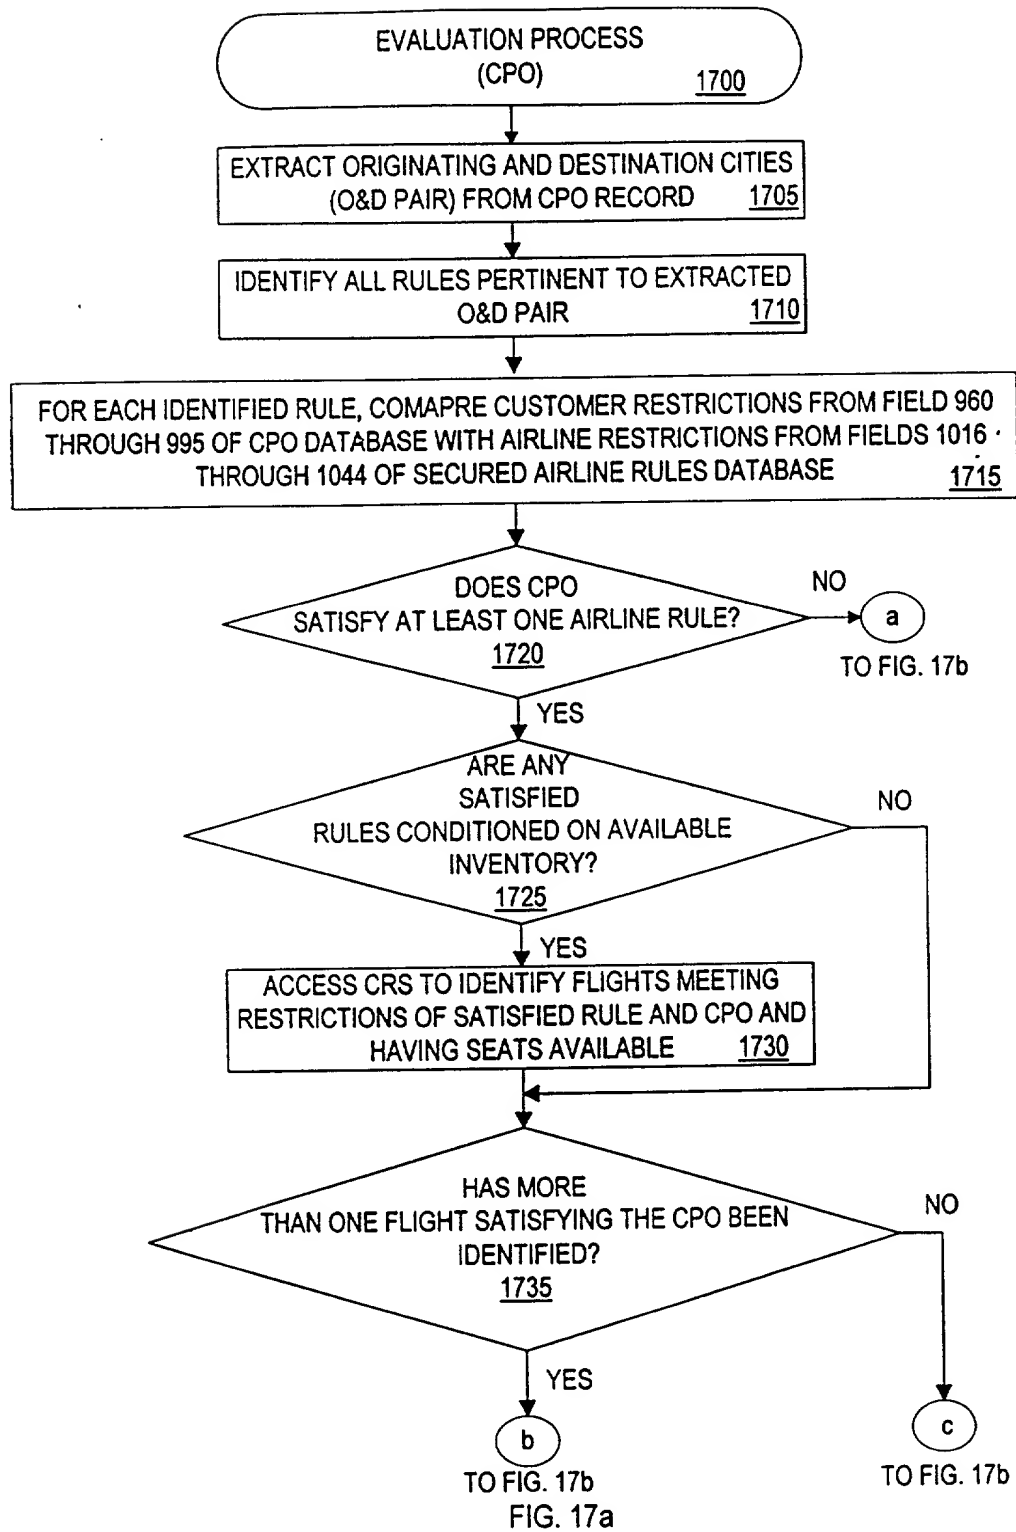 EVALUATION PROCESS
(CPO) 1700
EXTRACT ORIGINATING AND DESTINATION CITIES
(O&D PAIR) FROM CPO RECORD 1705
IDENTIFY ALL RULES PERTINENT TO EXTRACTED
O&D PAIR 1710
FOR EACH IDENTIFIED RULE, COMAPRE CUSTOMER RESTRICTIONS FROM FIELD 960
THROUGH 995 OF CPO DATABASE WITH AIRLINE RESTRICTIONS FROM FIELDS 1016
THROUGH 1044 OF SECURED AIRLINE RULES DATABASE 1715
DOES CPO
SATISFY AT LEAST ONE AIRLINE RULE?
1720
NO
a
TO FIG. 17b
YES
ARE ANY
SATISFIED
RULES CONDITIONED ON AVAILABLE
INVENTORY?
1725
NO
YES
ACCESS CRS TO IDENTIFY FLIGHTS MEETING
RESTRICTIONS OF SATISFIED RULE AND CPO AND
HAVING SEATS AVAILABLE 1730
HAS MORE
THAN ONE FLIGHT SATISFYING THE CPO BEEN
IDENTIFIED?
1735
NO
YES
b
TO FIG. 17b
c
TO FIG. 17b
FIG. 17a